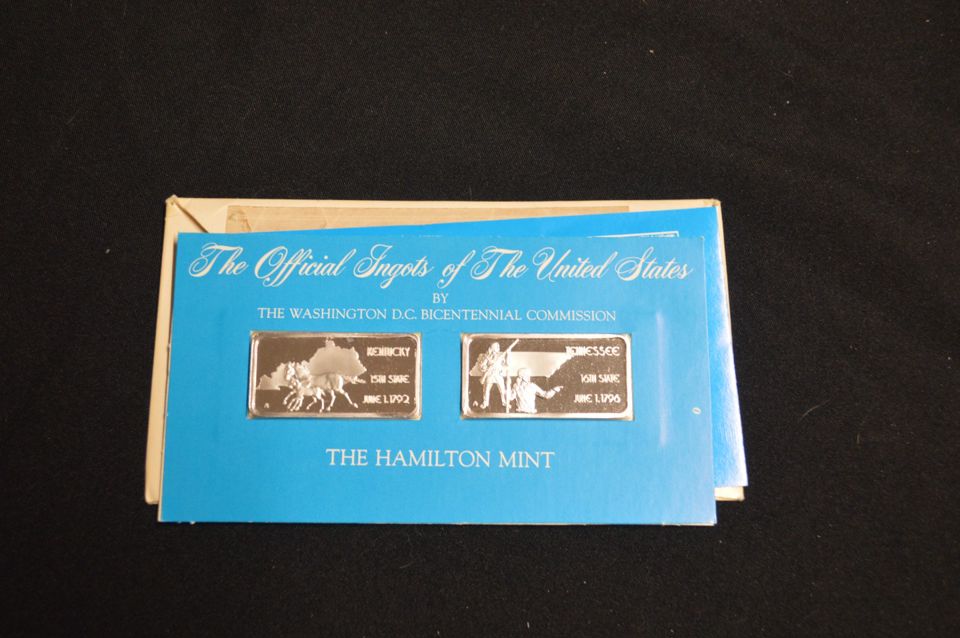 The Official Ingots of The United States
BY
THE WASHINGTON D.C. BICENTENNIAL COMMISSION
KENTUCKY
15TH STATE
JUNE 1, 1792
TENNESSEE
16TH STATE
JUNE 1, 1796
THE HAMILTON MINT